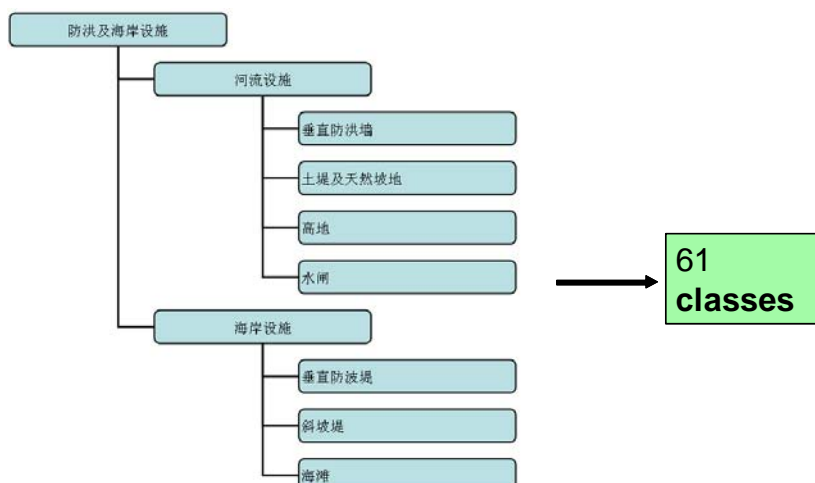 防洪及海岸设施
河流设施
垂直防洪墙
土堤及天然坡地
高地
水闸
61
classes
海岸设施
垂直防波堤
斜坡堤
海滩